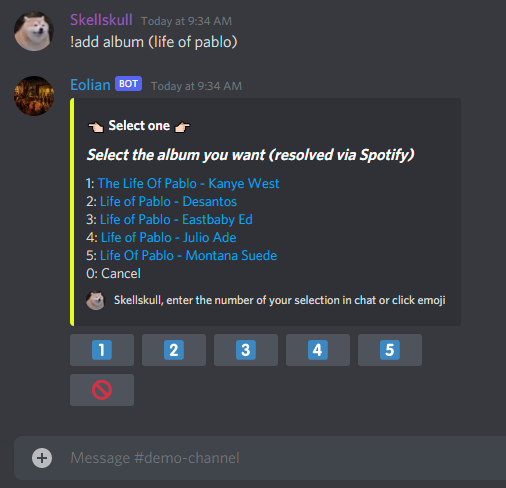 Skellskull Today at 9:34 AM
!add album (life of pablo)
Eolian BOT Today at 9:34 AM
Select one
Select the album you want (resolved via Spotify)
1: The Life Of Pablo - Kanye West
2: Life of Pablo - Desantos
3: Life of Pablo - Eastbaby Ed
4: Life of Pablo - Julio Ade
5: Life Of Pablo - Montana Suede
0: Cancel
Skellskull, enter the number of your selection in chat or click emoji
1 2 3 4 5
Message #demo-channel